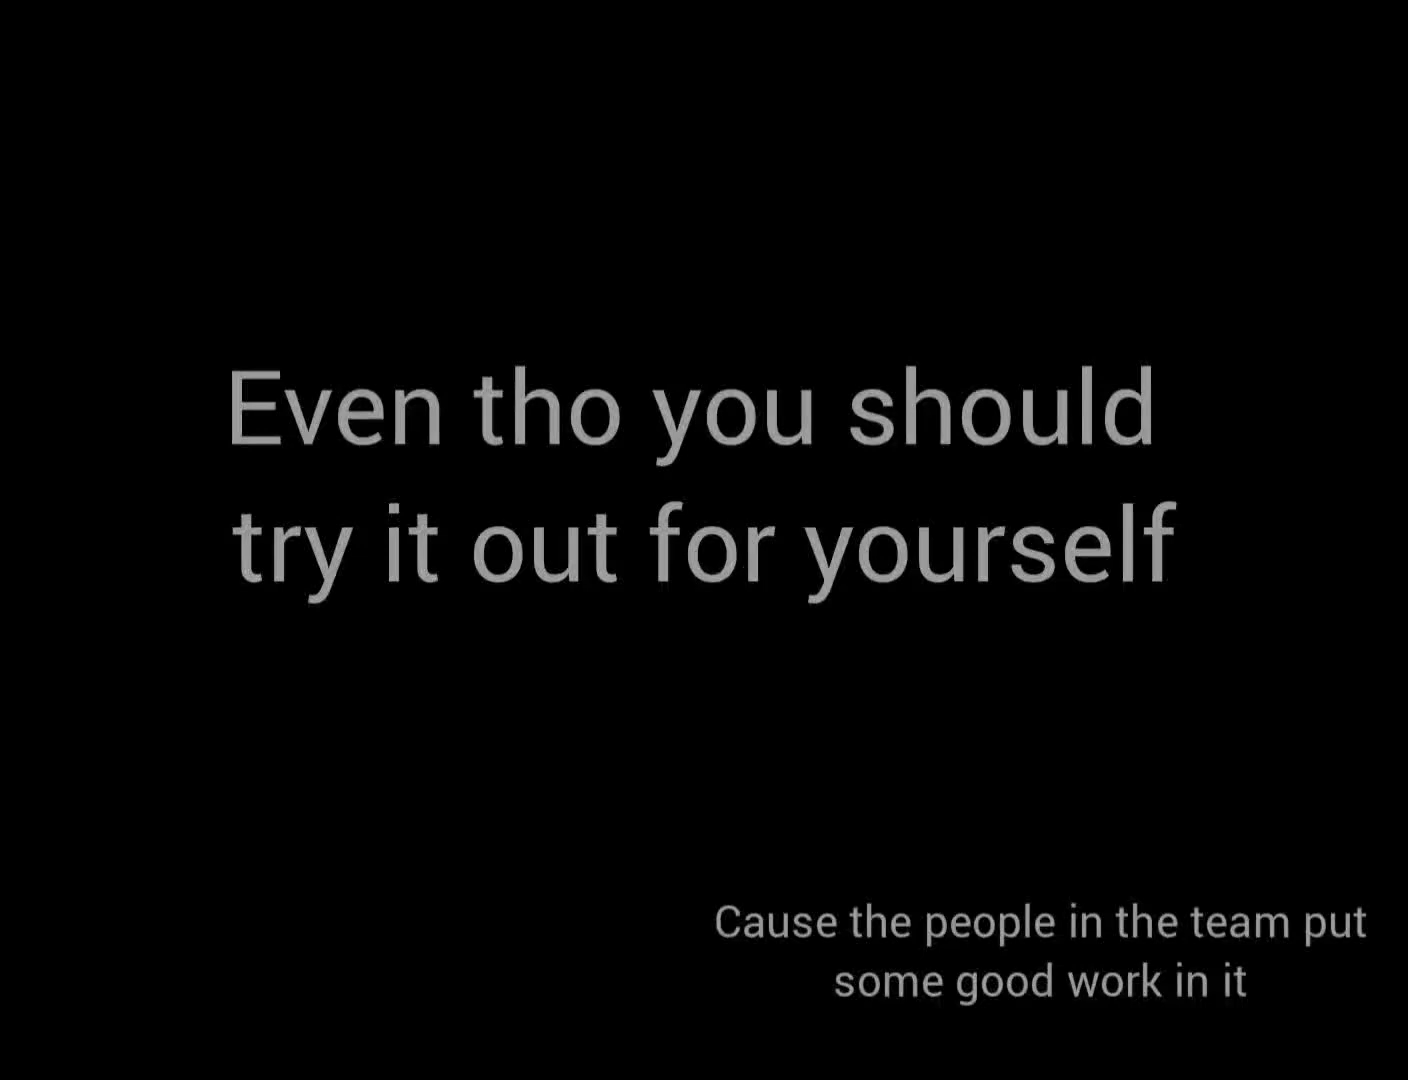 Even tho you should
try it out for yourself
Cause the people in the team put
some good work in it